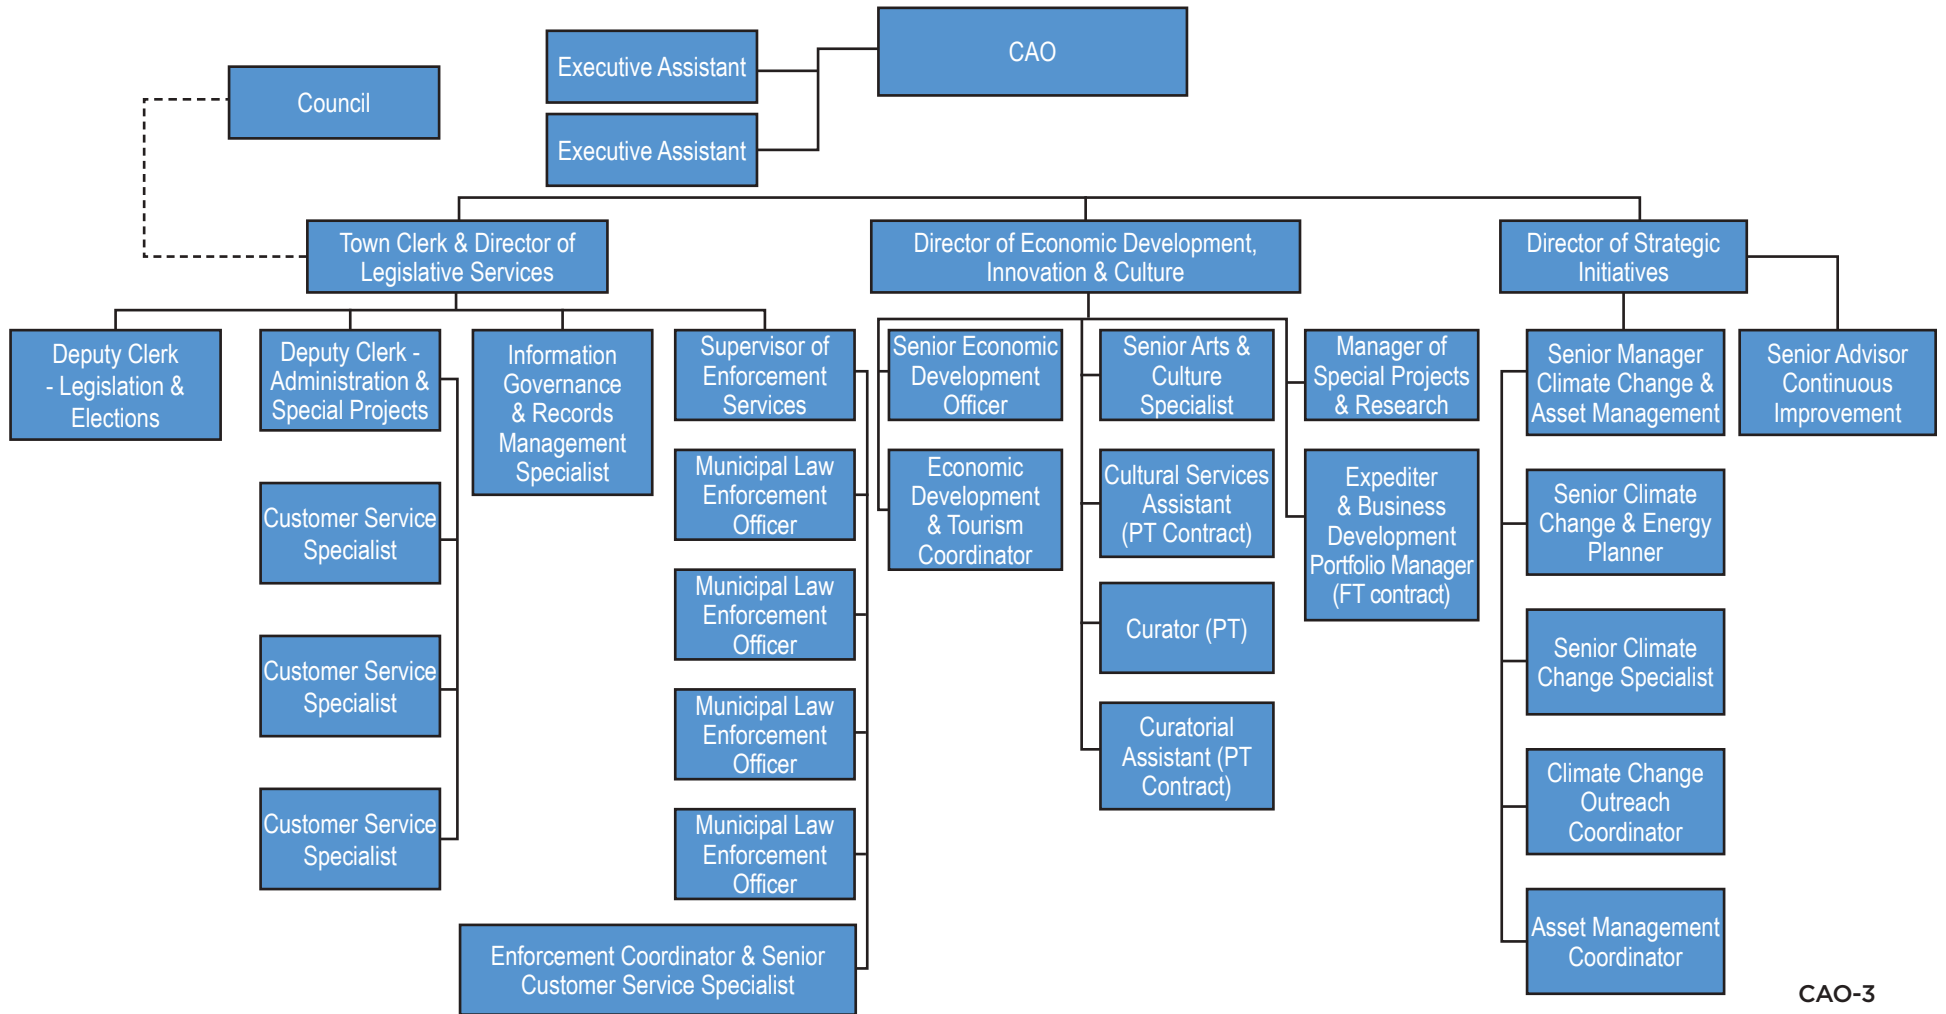 CAO
Executive Assistant
Executive Assistant
Council
Town Clerk & Director of
Legislative Services
Director of Economic Development,
Innovation & Culture
Director of Strategic
Initiatives
Deputy Clerk
- Legislation &
Elections
Deputy Clerk -
Administration &
Special Projects
Customer Service
Specialist
Customer Service
Specialist
Customer Service
Specialist
Information
Governance
& Records
Management
Specialist
Supervisor of
Enforcement
Services
Municipal Law
Enforcement
Officer
Municipal Law
Enforcement
Officer
Municipal Law
Enforcement
Officer
Municipal Law
Enforcement
Officer
Enforcement Coordinator & Senior
Customer Service Specialist
Senior Economic
Development
Officer
Economic
Development
& Tourism
Coordinator
Senior Arts &
Culture
Specialist
Cultural Services
Assistant
(PT Contract)
Curator (PT)
Curatorial
Assistant (PT
Contract)
Manager of
Special Projects
& Research
Expediter
& Business
Development
Portfolio Manager
(FT contract)
Senior Manager
Climate Change &
Asset Management
Senior Climate
Change & Energy
Planner
Senior Climate
Change Specialist
Climate Change
Outreach
Coordinator
Asset Management
Coordinator
Senior Advisor
Continuous
Improvement
CAO-3